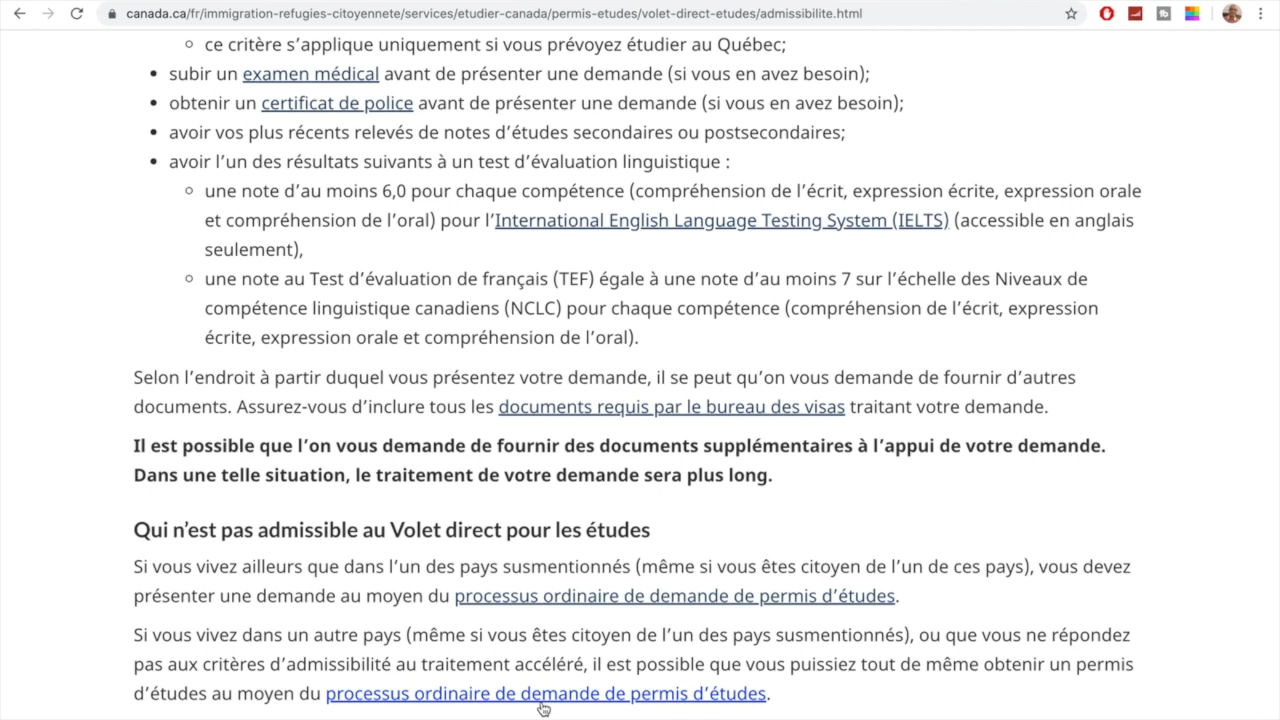 canada.ca/fr/immigration-refugies-citoyennete/services/etudier-canada/permis-etudes/volet-direct-etudes/admissibilite.html
ce critère s’applique uniquement si vous prévoyez étudier au Québec;
subir un examen médical avant de présenter une demande (si vous en avez besoin);
obtenir un certificat de police avant de présenter une demande (si vous en avez besoin);
avoir vos plus récents relevés de notes d’études secondaires ou postsecondaires;
avoir l’un des résultats suivants à un test d’évaluation linguistique :
une note d’au moins 6,0 pour chaque compétence (compréhension de l’écrit, expression écrite, expression orale
et compréhension de l’oral) pour l’International English Language Testing System (IELTS) (accessible en anglais
seulement),
une note au Test d’évaluation de français (TEF) égale à une note d’au moins 7 sur l’échelle des Niveaux de
compétence linguistique canadiens (NCLC) pour chaque compétence (compréhension de l’écrit, expression
écrite, expression orale et compréhension de l’oral).
Selon l’endroit à partir duquel vous présentez votre demande, il se peut qu’on vous demande de fournir d’autres
documents. Assurez-vous d’inclure tous les documents requis par le bureau des visas traitant votre demande.
Il est possible que l’on vous demande de fournir des documents supplémentaires à l’appui de votre demande.
Dans une telle situation, le traitement de votre demande sera plus long.
Qui n’est pas admissible au Volet direct pour les études
Si vous vivez ailleurs que dans l’un des pays susmentionnés (même si vous êtes citoyen de l’un de ces pays), vous devez
présenter une demande au moyen du processus ordinaire de demande de permis d’études.
Si vous vivez dans un autre pays (même si vous êtes citoyen de l’un des pays susmentionnés), ou que vous ne répondez
pas aux critères d’admissibilité au traitement accéléré, il est possible que vous puissiez tout de même obtenir un permis
d’études au moyen du processus ordinaire de demande de permis d’études.